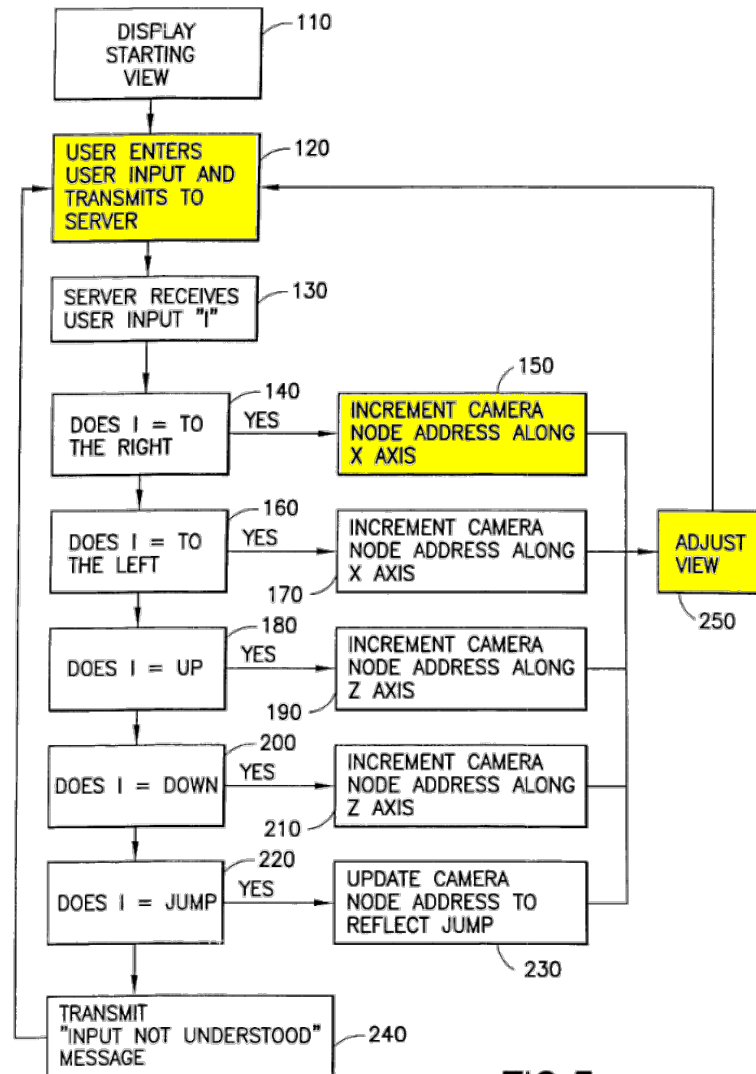 DISPLAY
STARTING
VIEW
110
USER ENTERS
USER INPUT AND
TRANSMITS TO
SERVER
120
SERVER RECEIVES
USER INPUT "I"
130
DOES I = TO
THE RIGHT
140
YES
INCREMENT CAMERA
NODE ADDRESS ALONG
X AXIS
150
DOES I = TO
THE LEFT
160
YES
INCREMENT CAMERA
NODE ADDRESS ALONG
X AXIS
170
ADJUST
VIEW
250
DOES I = UP
180
YES
INCREMENT CAMERA
NODE ADDRESS ALONG
Z AXIS
190
DOES I = DOWN
200
YES
INCREMENT CAMERA
NODE ADDRESS ALONG
Z AXIS
210
DOES I = JUMP
220
YES
UPDATE CAMERA
NODE ADDRESS TO
REFLECT JUMP
230
TRANSMIT
"INPUT NOT UNDERSTOOD"
MESSAGE
240